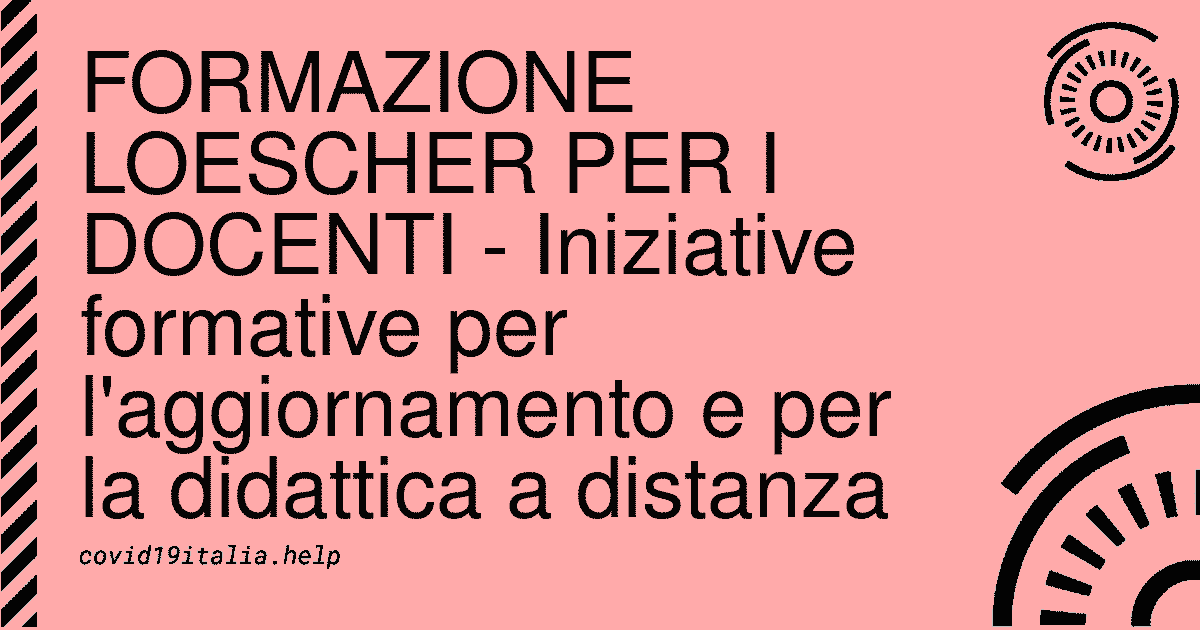 FORMAZIONE
LOESCHER PER I
DOCENTI - Iniziative
formative per
l'aggiornamento e per
la didattica a distanza
covid19italia.help